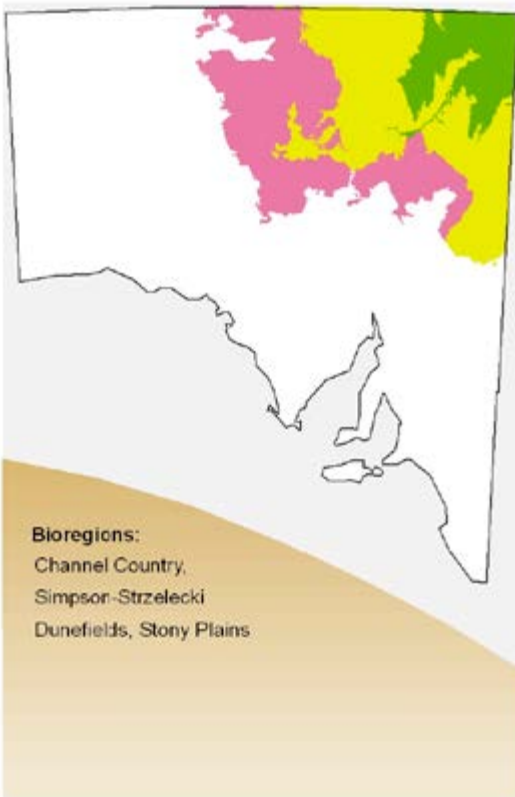 Bioregions:
Channel Country,
Simpson-Strzelecki
Dunefields, Stony Plains